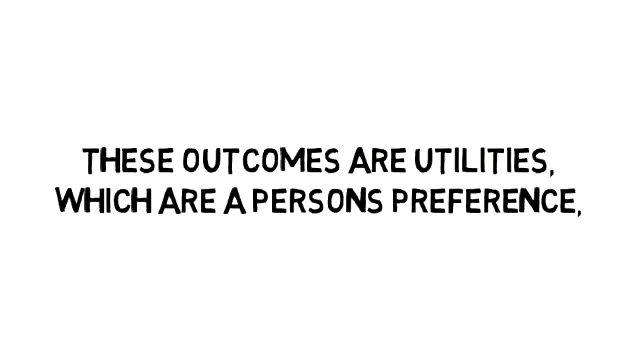 THESE OUTCOMES ARE UTILITIES,
WHICH ARE A PERSONS PREFERENCE,